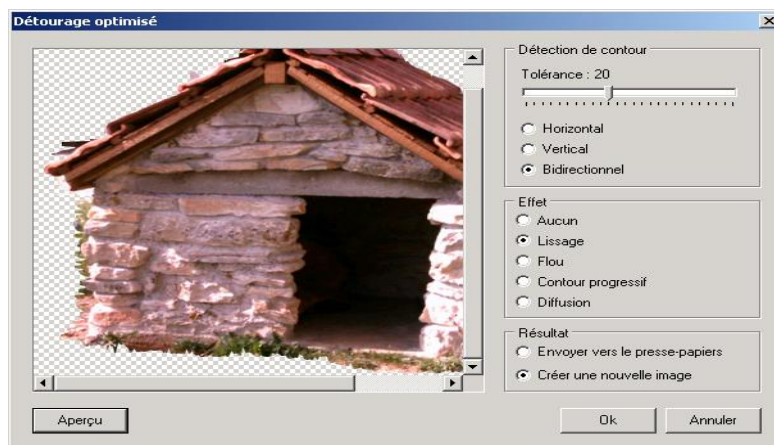 Détourage optimisé
Détection de contour
Tolérance : 20
Horizontal
Vertical
Bidirectionnel
Effet
Aucun
Lissage
Flou
Contour progressif
Diffusion
Résultat
Envoyer vers le presse-papiers
Créer une nouvelle image
Aperçu
Ok
Annuler